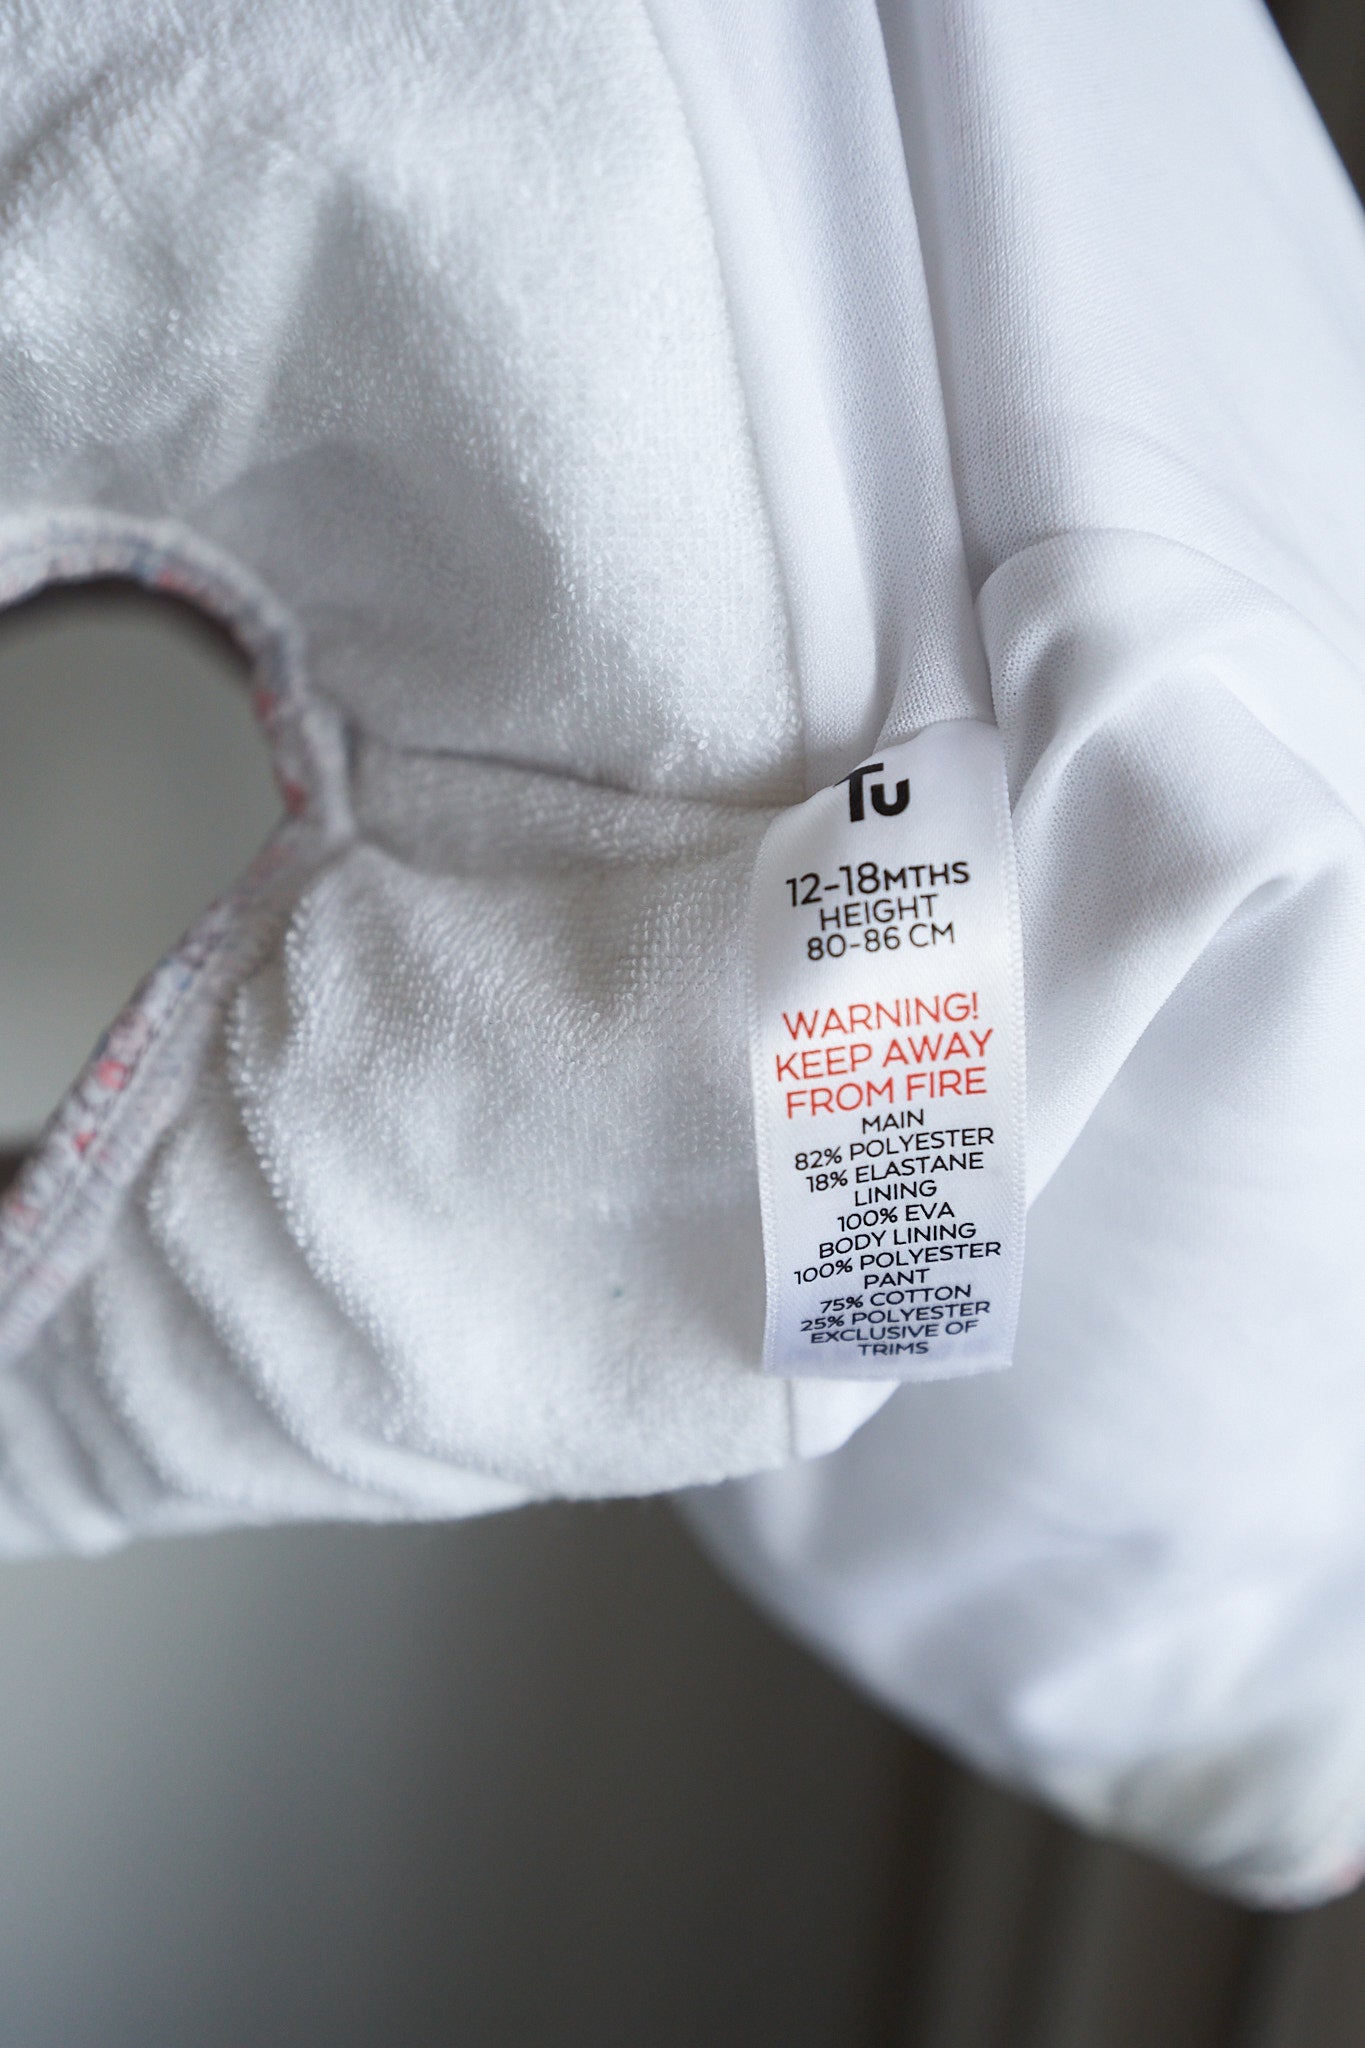 Tu
12-18MTHS
HEIGHT
80-86 CM
WARNING!
KEEP AWAY
FROM FIRE
MAIN
82% POLYESTER
18% ELASTANE
LINING
100% EVA
BODY LINING
100% POLYESTER
PANT
75% COTTON
25% POLYESTER
EXCLUSIVE OF
TRIMS